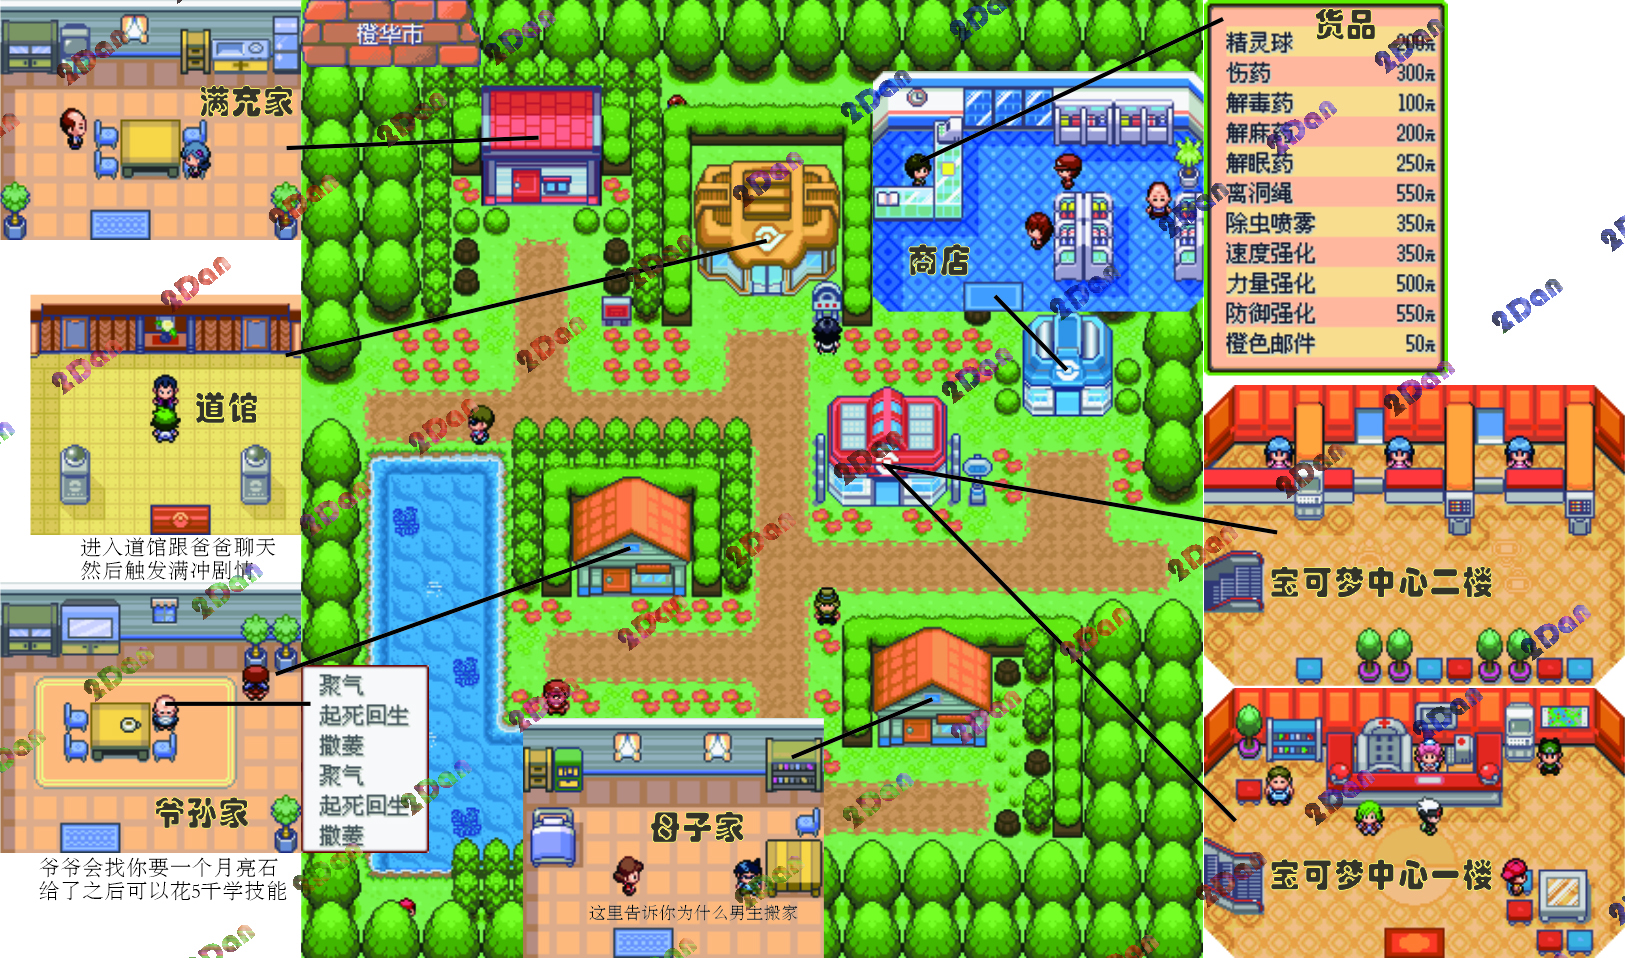 橙华市
满充家
货品
精灵球 200元
伤药 300元
解毒药 100元
解麻药 200元
解眠药 250元
离洞绳 550元
除虫喷雾 350元
速度强化 350元
力量强化 500元
防御强化 550元
橙色邮件 50元
商店
道馆
进入道馆跟爸爸聊天
然后触发满冲剧情
宝可梦中心二楼
聚气
起死回生
撒菱
聚气
起死回生
撒菱
爷孙家
爷爷会找你要一个月亮石
给了之后可以花5千学技能
母子家
这里告诉你为什么男主搬家
宝可梦中心一楼
2Dan